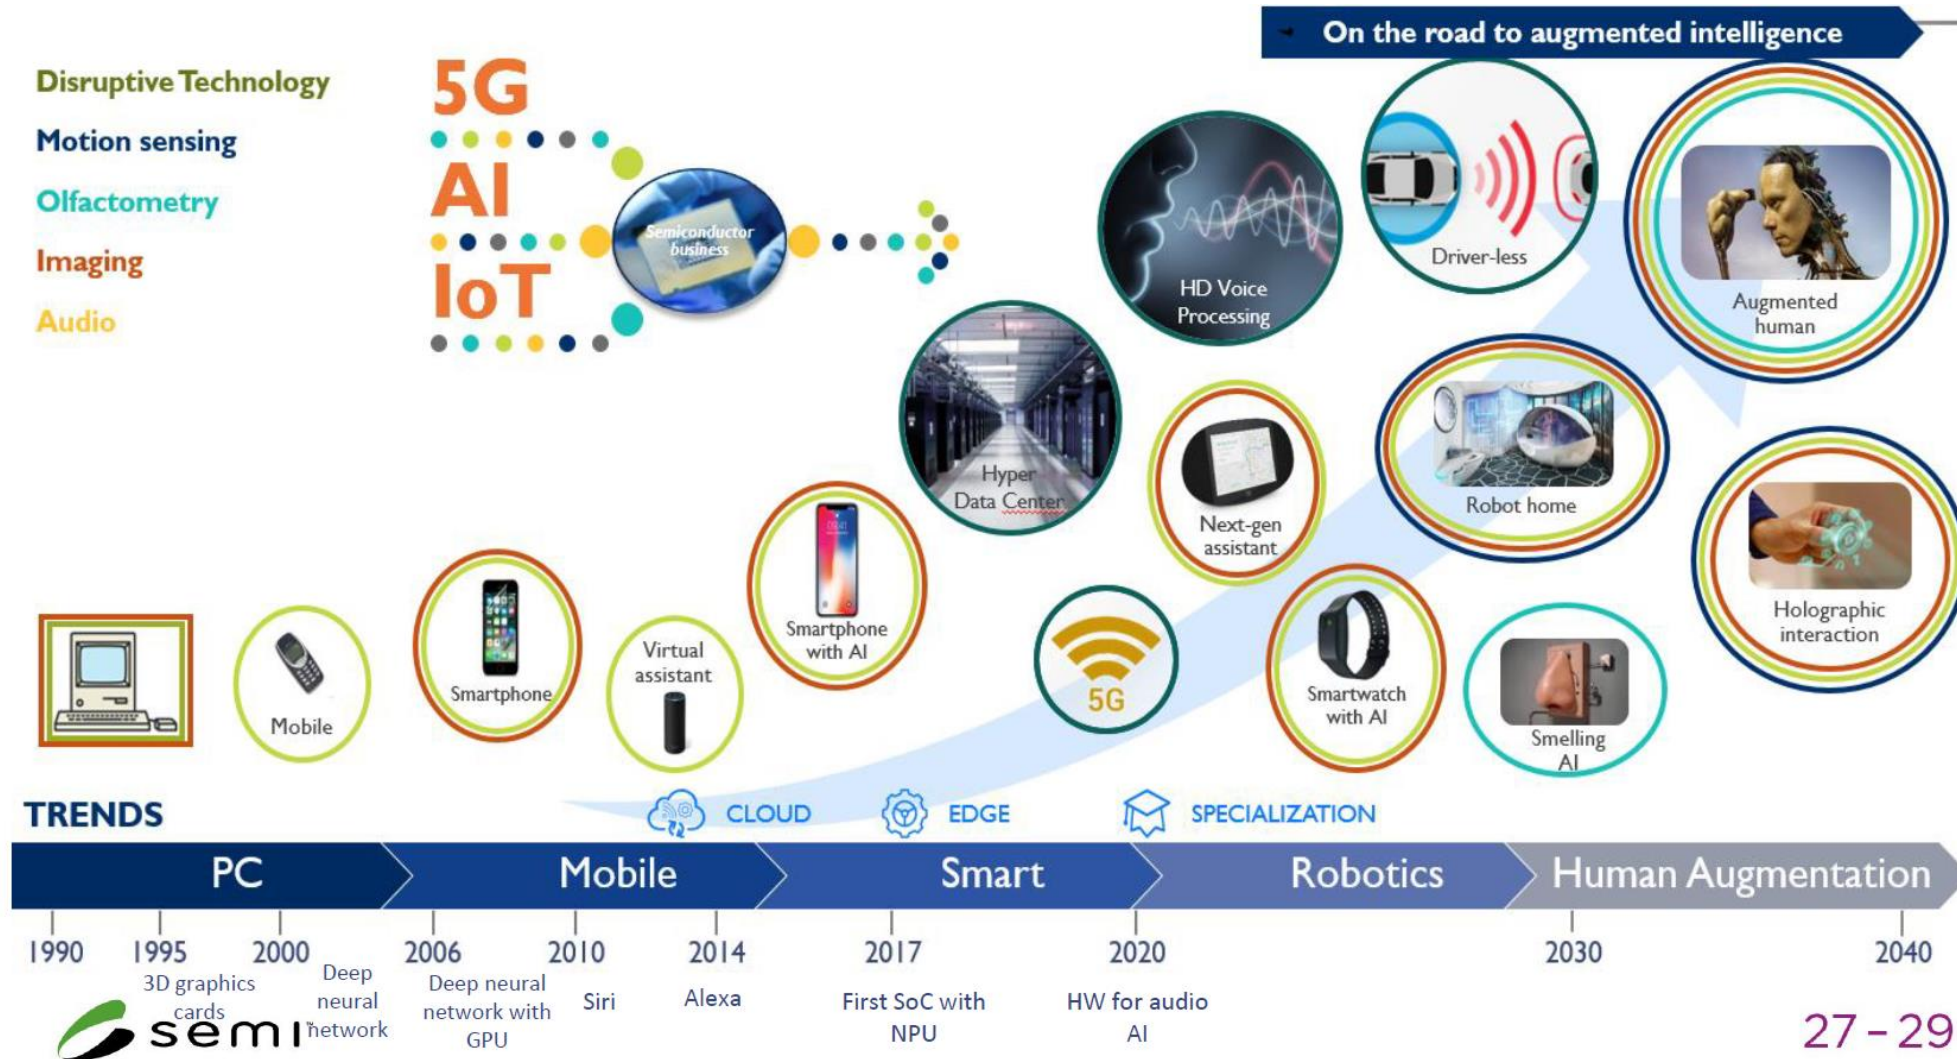 On the road to augmented intelligence
Disruptive Technology
Motion sensing
Olfactometry
Imaging
Audio
5G
AI
IoT
Semiconductor
business
HD Voice
Processing
Driver-less
Augmented
human
Hyper
Data Center
Next-gen
assistant
Robot home
Holographic
interaction
Mobile
Smartphone
Virtual
assistant
Smartphone
with AI
5G
Smartwatch
with AI
Smelling
AI
TRENDS
CLOUD
EDGE
SPECIALIZATION
PC
Mobile
Smart
Robotics
Human Augmentation
1990
1995
2000
2006
2010
2014
2017
2020
2030
2040
3D graphics
cards
Deep
neural
network
Deep neural
network with
GPU
Siri
Alexa
First SoC with
NPU
HW for audio
AI
semi
27 – 29